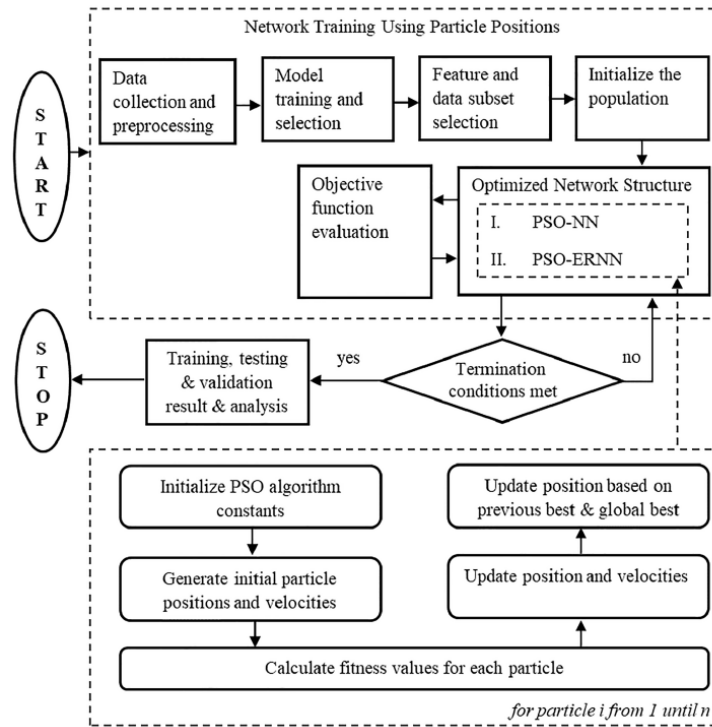 Network Training Using Particle Positions
START
Data
collection and
preprocessing
Model
training and
selection
Feature and
data subset
selection
Initialize the
population
Objective
function
evaluation
Optimized Network Structure
I. PSO-NN
II. PSO-ERNN
STOP
Training, testing
& validation
result & analysis
yes
Termination
conditions met
no
Initialize PSO algorithm
constants
Generate initial particle
positions and velocities
Calculate fitness values for each particle
Update position and velocities
Update position based on
previous best & global best
for particle i from 1 until n